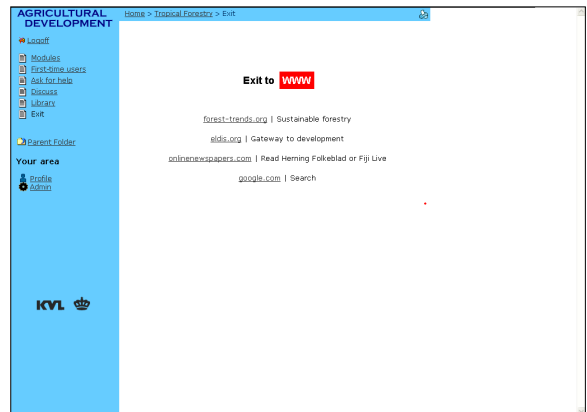 AGRICULTURAL
DEVELOPMENT
Logoff
Modules
First-time users
Ask for help
Discuss
Library
Exit
Parent Folder
Your area
Profile
Admin
KVL
Home > Tropical Forestry > Exit
Exit to WWW
forest-trends.org | Sustainable forestry
eldis.org | Gateway to development
onlinenewspapers.com | Read Herning Folkeblad or Fiji Live
google.com | Search